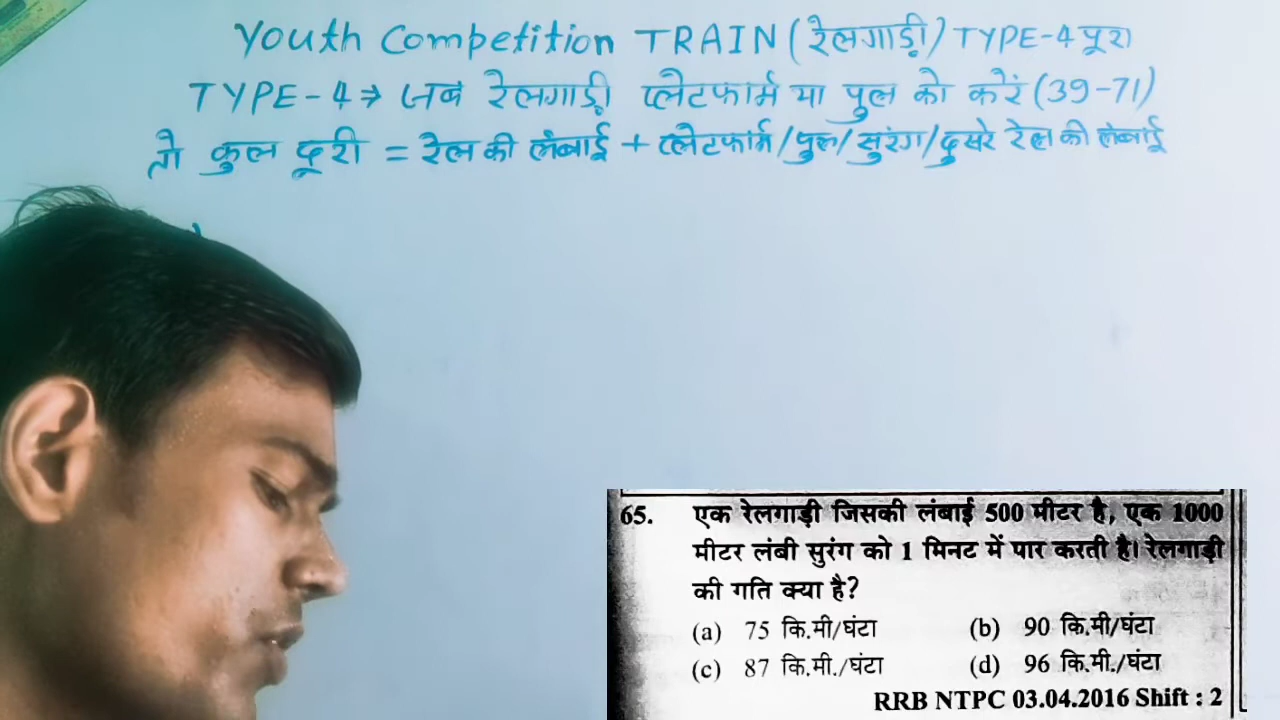 Youth Competition TRAIN (रेलगाड़ी) TYPE-4 पूरा
TYPE-4 ⇒ जब रेलगाड़ी प्लेटफार्म या पुल को करें (39-71)
तो कुल दूरी = रेल की लंबाई + प्लेटफार्म/पुल/सुरंग/दुसरे रेल की लंबाई
65. एक रेलगाड़ी जिसकी लंबाई 500 मीटर है, एक 1000
मीटर लंबी सुरंग को 1 मिनट में पार करती है। रेलगाड़ी
की गति क्या है?
(a) 75 कि.मी/घंटा (b) 90 कि.मी/घंटा
(c) 87 कि.मी./घंटा (d) 96 कि.मी./घंटा
RRB NTPC 03.04.2016 Shift : 2